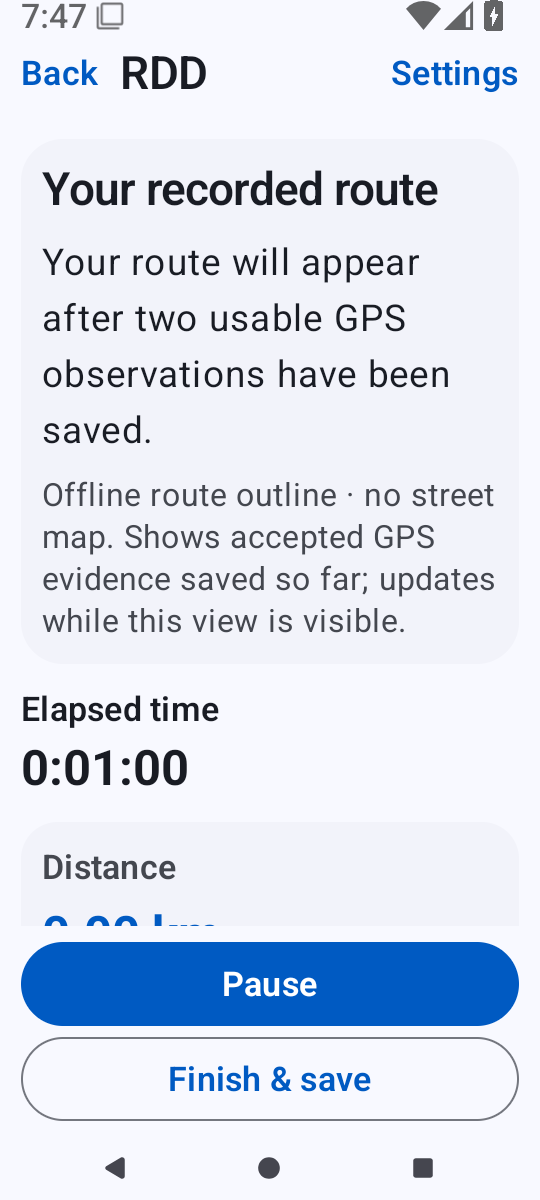 7:47
Back RDD Settings
Your recorded route
Your route will appear
after two usable GPS
observations have been
saved.
Offline route outline · no street
map. Shows accepted GPS
evidence saved so far; updates
while this view is visible.
Elapsed time
0:01:00
Distance
Pause
Finish & save